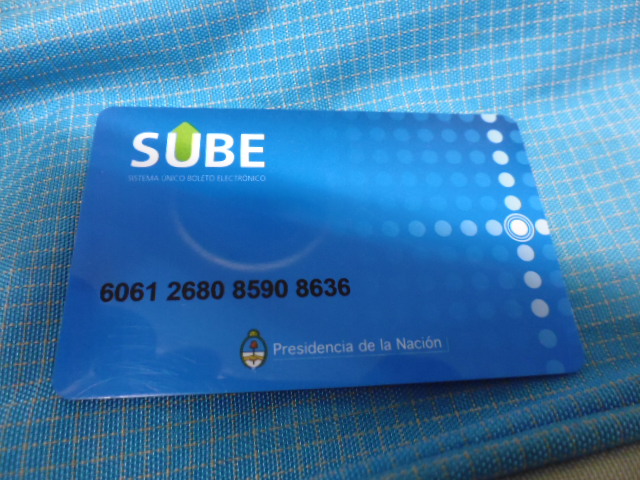 SUBE
SISTEMA ÚNICO BOLETO ELECTRÓNICO
6061 2680 8590 8636
Presidencia de la Nación